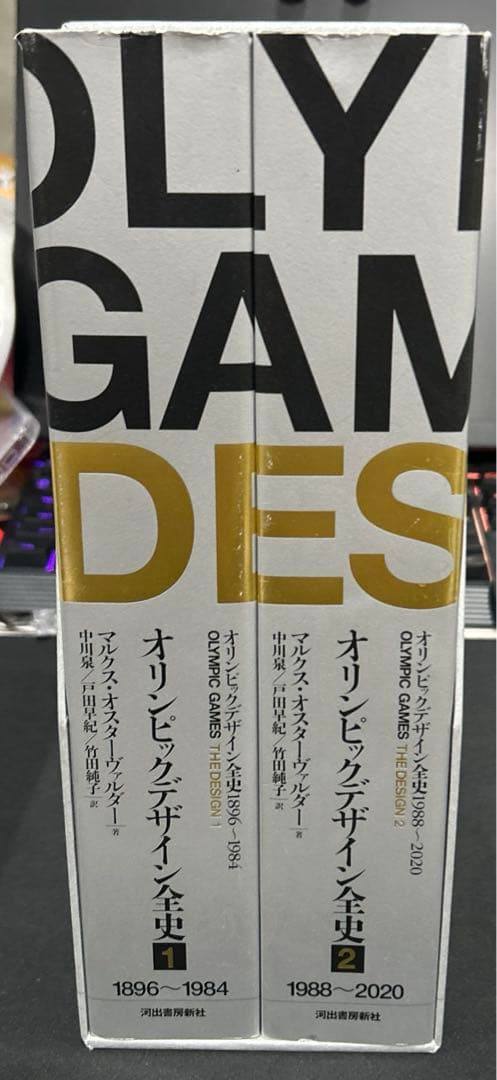 OLYM
GAM
DES
オリンピックデザイン全史1896～1984
OLYMPIC GAMES THE DESIGN 1
オリンピックデザイン全史 1
マルクス・オスターヴァルダー|著
中川泉/戸田早紀/竹田純子|訳
1896～1984
河出書房新社
オリンピックデザイン全史1988～2020
OLYMPIC GAMES THE DESIGN 2
オリンピックデザイン全史 2
マルクス・オスターヴァルダー|著
中川泉/戸田早紀/竹田純子|訳
1988～2020
河出書房新社